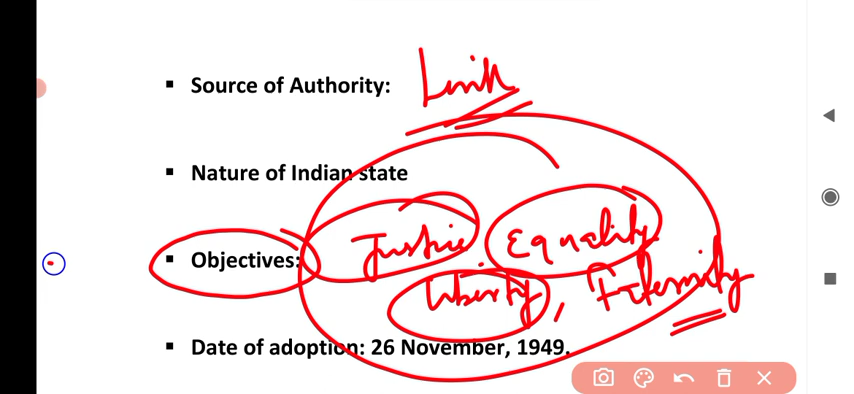 ▪ Source of Authority:
▪ Nature of Indian state
▪ Objectives: Justice Equality
Liberty, Fraternity
▪ Date of adoption: 26 November, 1949.